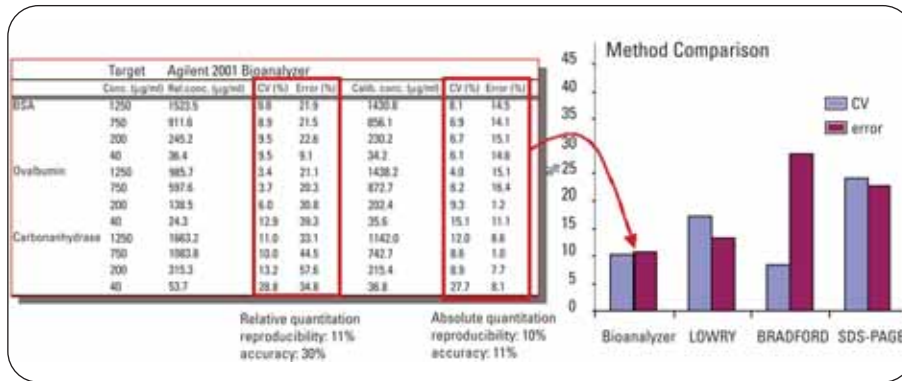 Target Agilent 2001 Bioanalyzer
Conc. (µg/ml) Rel.conc. (µg/ml) CV (%) Error (%) Calib. conc. (µg/ml) CV (%) Error (%)
BSA 1250 1523.5 21.9 1430.8 8.1 14.5
750 911.6 8.9 21.5 856.1 6.9 14.1
200 245.2 9.5 22.6 230.2 6.7 15.1
40 36.4 9.5 9.1 34.2 6.1 14.6
Ovalbumin 1250 985.7 3.4 21.1 1438.2 4.0 15.1
750 597.6 3.7 20.3 872.7 6.2 16.4
200 138.5 6.0 30.8 202.4 9.3 1.2
40 24.3 12.9 39.3 35.6 15.1 11.1
Carbonanhydrase 1250 1663.2 11.0 33.1 1142.0 12.0 8.6
750 1083.8 10.0 44.5 742.7 8.6 1.0
200 315.3 13.2 57.6 215.4 8.9 7.7
40 53.7 28.8 34.8 36.8 27.7 8.1
Relative quantitation
reproducibility: 11%
accuracy: 30%
Absolute quantitation
reproducibility: 10%
accuracy: 11%
Method Comparison
45
40
35
30
25
20
15
10
5
0
%
CV
error
Bioanalyzer LOWRY BRADFORD SDS-PAGE